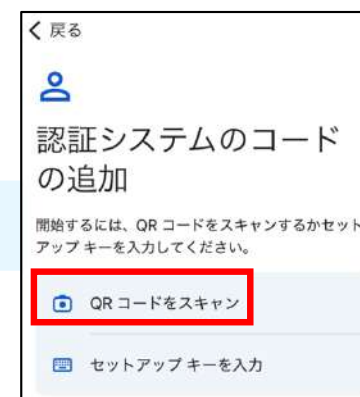 戻る
認証システムのコード
の追加
開始するには、QR コードをスキャンするかセット
アップ キーを入力してください。
QR コードをスキャン
セットアップ キーを入力